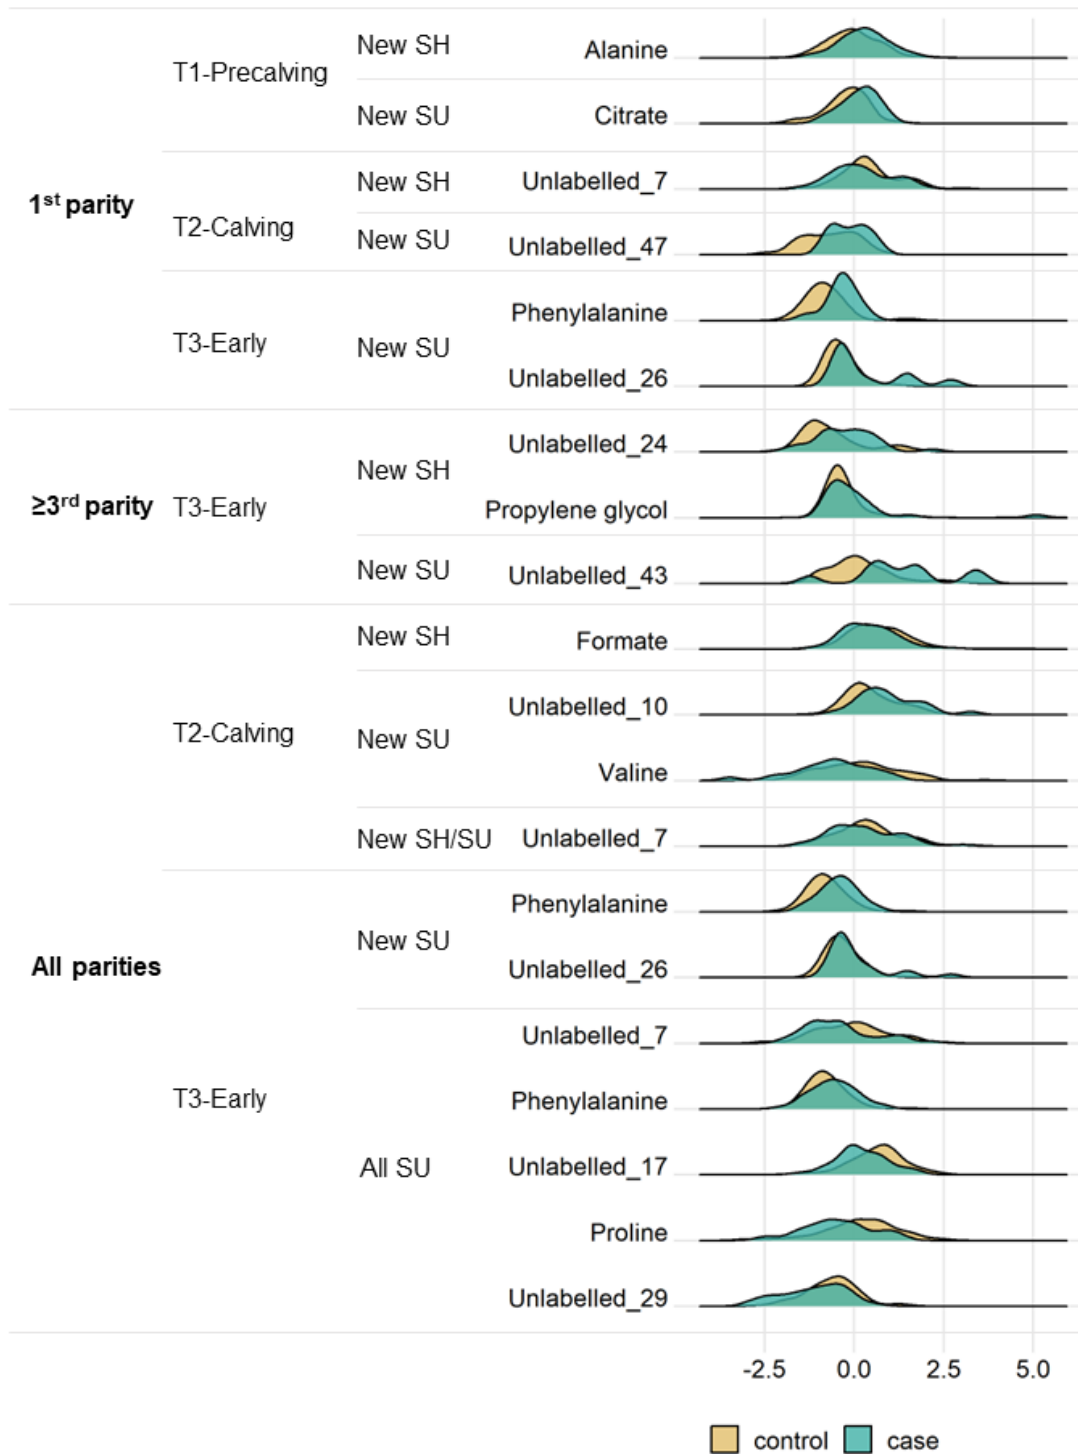 New SH Alanine
T1-Precalving
New SU Citrate
1st parity
New SH Unlabelled_7
T2-Calving
New SU Unlabelled_47
Phenylalanine
T3-Early New SU
Unlabelled_26
Unlabelled_24
New SH
≥3rd parity T3-Early
Propylene glycol
New SU Unlabelled_43
New SH Formate
Unlabelled_10
T2-Calving New SU
Valine
New SH/SU Unlabelled_7
Phenylalanine
New SU
All parities
Unlabelled_26
Unlabelled_7
T3-Early Phenylalanine
All SU Unlabelled_17
Proline
Unlabelled_29
-2.5 0.0 2.5 5.0
control case